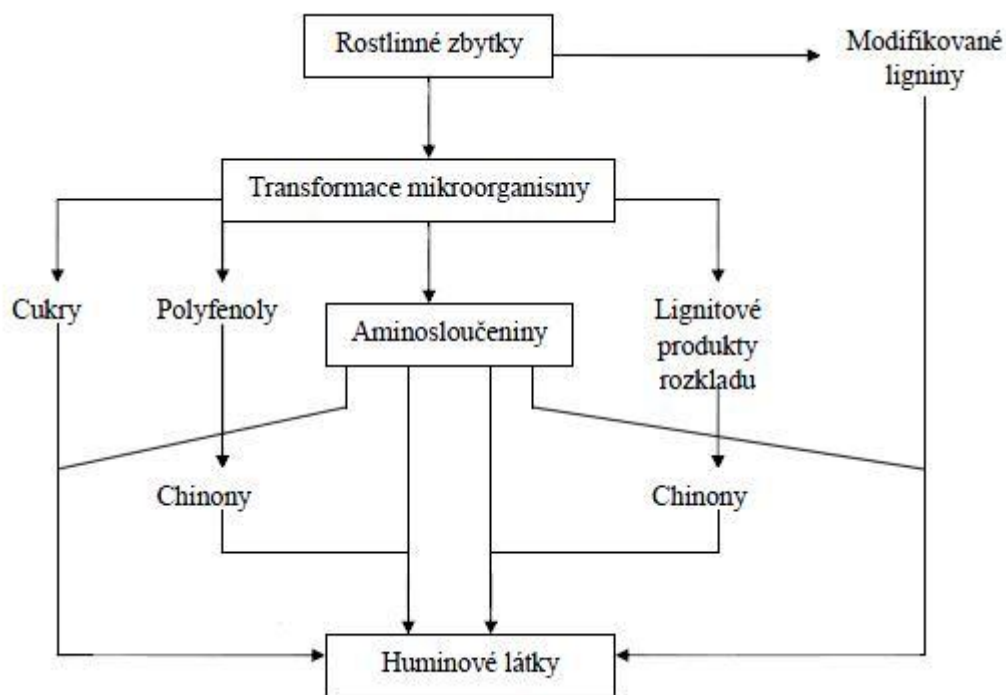 Rostlinné zbytky
Modifikované
ligniny
Transformace mikroorganismy
Cukry
Polyfenoly
Aminosloučeniny
Lignitové
produkty
rozkladu
Chinony
Chinony
Huminové látky